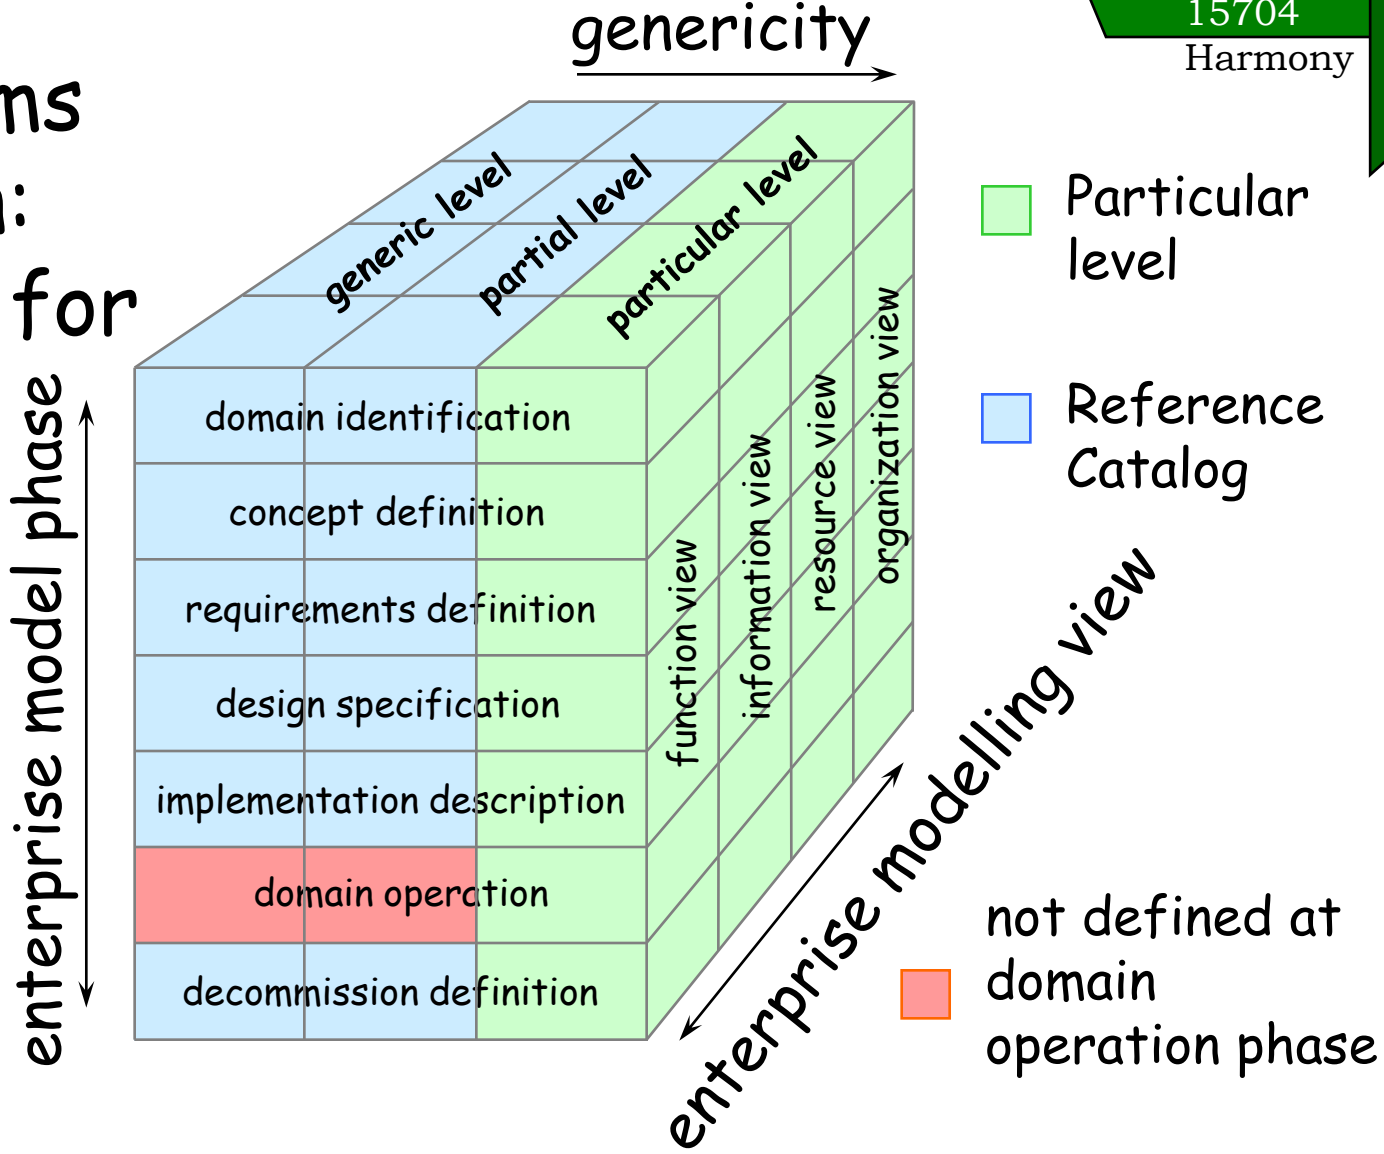 genericity
15704
Harmony
ms
:
for
generic level
partial level
particular level
Particular
level
Reference
Catalog
enterprise model phase
domain identification
concept definition
requirements definition
design specification
implementation description
domain operation
decommission definition
function view
information view
resource view
organization view
enterprise modelling view
not defined at
domain
operation phase